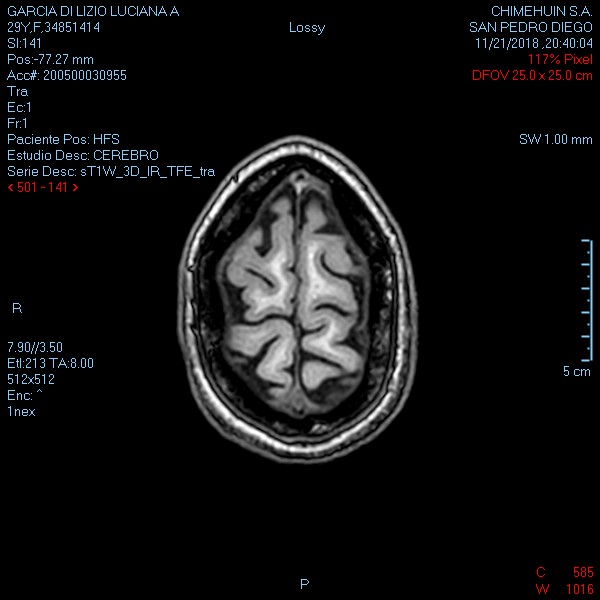 GARCIA DI LIZIO LUCIANA A
29Y,F,34851414
Sl:141
Pos:-77.27 mm
Acc#: 200500030955
Tra
Ec:1
Fr:1
Paciente Pos: HFS
Estudio Desc: CEREBRO
Serie Desc: sT1W_3D_IR_TFE_tra
< 501 - 141 >
Lossy
CHIMEHUIN S.A.
SAN PEDRO DIEGO
11/21/2018 ,20:40:04
117% Pixel
DFOV 25.0 x 25.0 cm
SW 1.00 mm
R
5 cm
7.90//3.50
Etl:213 TA:8.00
512x512
Enc: ^
1nex
P
C 585
W 1016